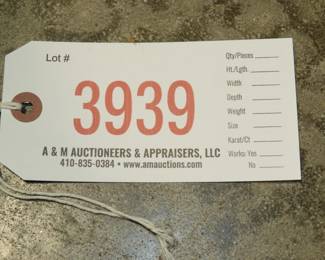 Lot #
3939
A & M AUCTIONEERS & APPRAISERS, LLC
410-835-0384 • www.amauctions.com
Qty/Pieces
Ht./Lgth.
Width
Depth
Weight
Size
Karat/Ct
Works: Yes
No